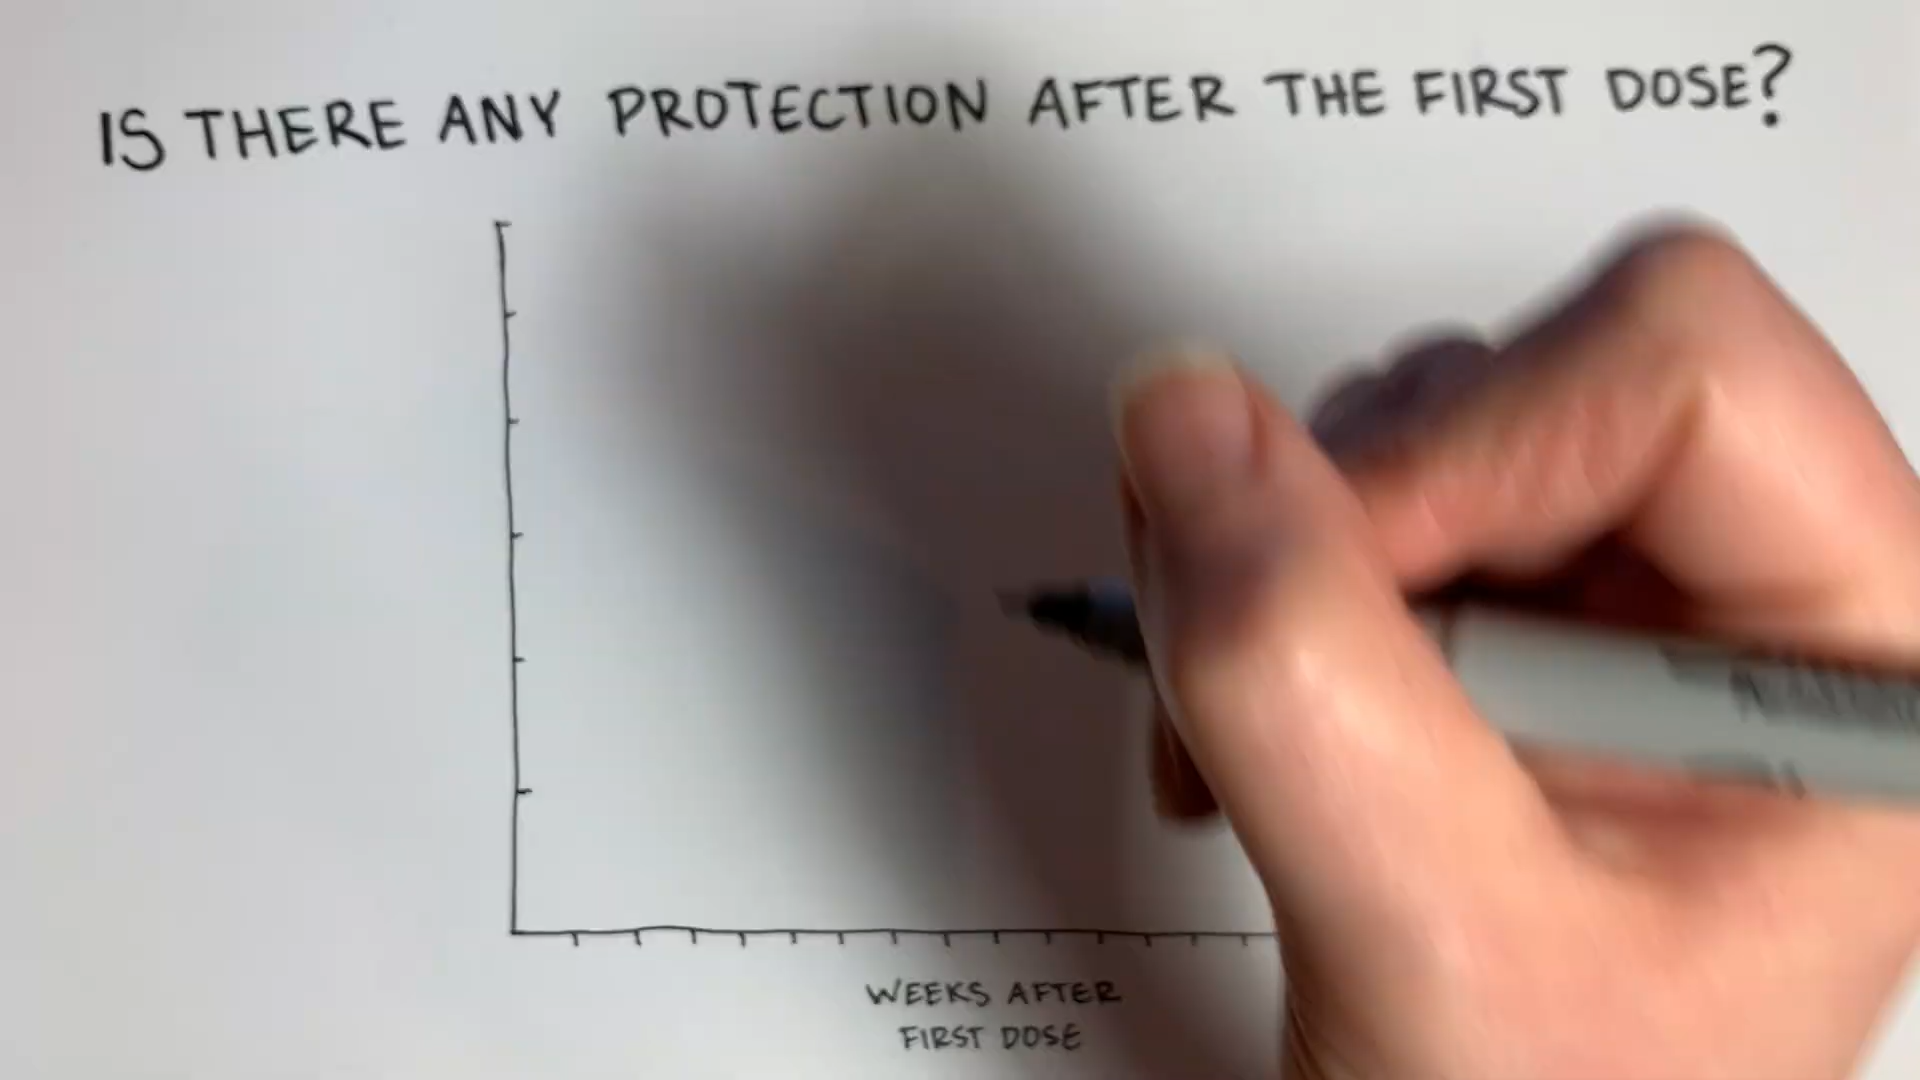 IS THERE ANY PROTECTION AFTER THE FIRST DOSE?
WEEKS AFTER
FIRST DOSE